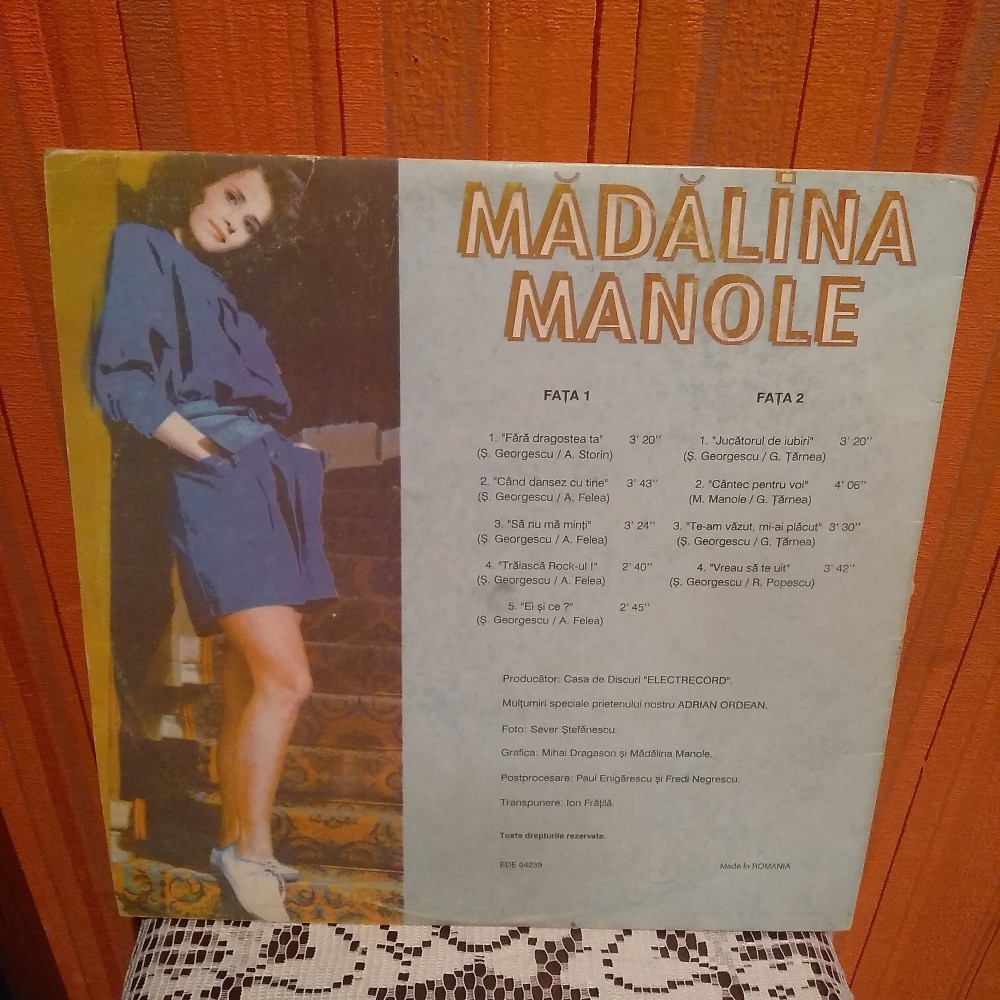 MĂDĂLINA
MANOLE
FAȚA 1
1. "Fără dragostea ta" 3' 20''
(Ș. Georgescu / A. Storin)
2. "Când dansez cu tine" 3' 43''
(Ș. Georgescu / A. Felea)
3. "Să nu mă minți" 3' 24''
(Ș. Georgescu / A. Felea)
4. "Trăiască Rock-ul !" 2' 40''
(Ș. Georgescu / A. Felea)
5. "Ei și ce ?" 2' 45''
(Ș. Georgescu / A. Felea)
FAȚA 2
1. "Jucătorul de iubiri" 3' 20''
(Ș. Georgescu / G. Țărnea)
2. "Cântec pentru voi" 4' 06''
(M. Manole / G. Țărnea)
3. "Te-am văzut, mi-ai plăcut" 3' 30''
(Ș. Georgescu / G. Țărnea)
4. "Vreau să te uit" 3' 42''
(Ș. Georgescu / R. Popescu)
Producător: Casa de Discuri "ELECTRECORD".
Mulțumiri speciale prietenului nostru ADRIAN ORDEAN.
Foto: Sever Ștefănescu.
Grafica: Mihai Dragason și Mădălina Manole.
Postprocesare: Paul Enigărescu și Fredi Negrescu.
Transpunere: Ion Frățilă.
Toate drepturile rezervate.
EDE 04239 Made în ROMANIA